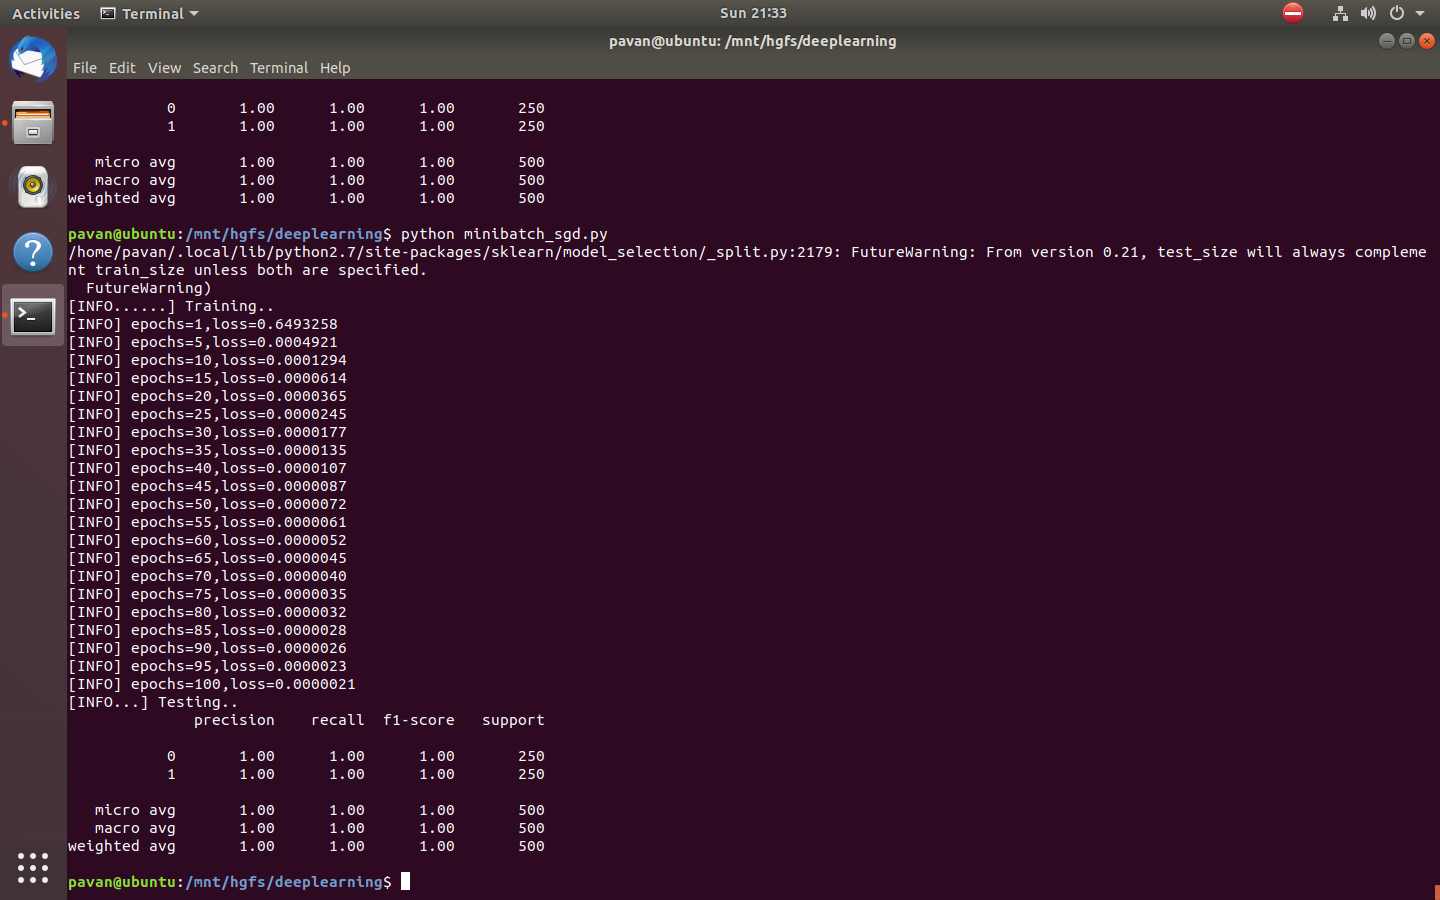 Activities Terminal Sun 21:33
pavan@ubuntu: /mnt/hgfs/deeplearning
File Edit View Search Terminal Help
0 1.00 1.00 1.00 250
1 1.00 1.00 1.00 250
micro avg 1.00 1.00 1.00 500
macro avg 1.00 1.00 1.00 500
weighted avg 1.00 1.00 1.00 500
pavan@ubuntu:/mnt/hgfs/deeplearning$ python minibatch_sgd.py
/home/pavan/.local/lib/python2.7/site-packages/sklearn/model_selection/_split.py:2179: FutureWarning: From version 0.21, test_size will always compleme
nt train_size unless both are specified.
FutureWarning)
[INFO......] Training..
[INFO] epochs=1,loss=0.6493258
[INFO] epochs=5,loss=0.0004921
[INFO] epochs=10,loss=0.0001294
[INFO] epochs=15,loss=0.0000614
[INFO] epochs=20,loss=0.0000365
[INFO] epochs=25,loss=0.0000245
[INFO] epochs=30,loss=0.0000177
[INFO] epochs=35,loss=0.0000135
[INFO] epochs=40,loss=0.0000107
[INFO] epochs=45,loss=0.0000087
[INFO] epochs=50,loss=0.0000072
[INFO] epochs=55,loss=0.0000061
[INFO] epochs=60,loss=0.0000052
[INFO] epochs=65,loss=0.0000045
[INFO] epochs=70,loss=0.0000040
[INFO] epochs=75,loss=0.0000035
[INFO] epochs=80,loss=0.0000032
[INFO] epochs=85,loss=0.0000028
[INFO] epochs=90,loss=0.0000026
[INFO] epochs=95,loss=0.0000023
[INFO] epochs=100,loss=0.0000021
[INFO...] Testing..
precision recall f1-score support
0 1.00 1.00 1.00 250
1 1.00 1.00 1.00 250
micro avg 1.00 1.00 1.00 500
macro avg 1.00 1.00 1.00 500
weighted avg 1.00 1.00 1.00 500
pavan@ubuntu:/mnt/hgfs/deeplearning$